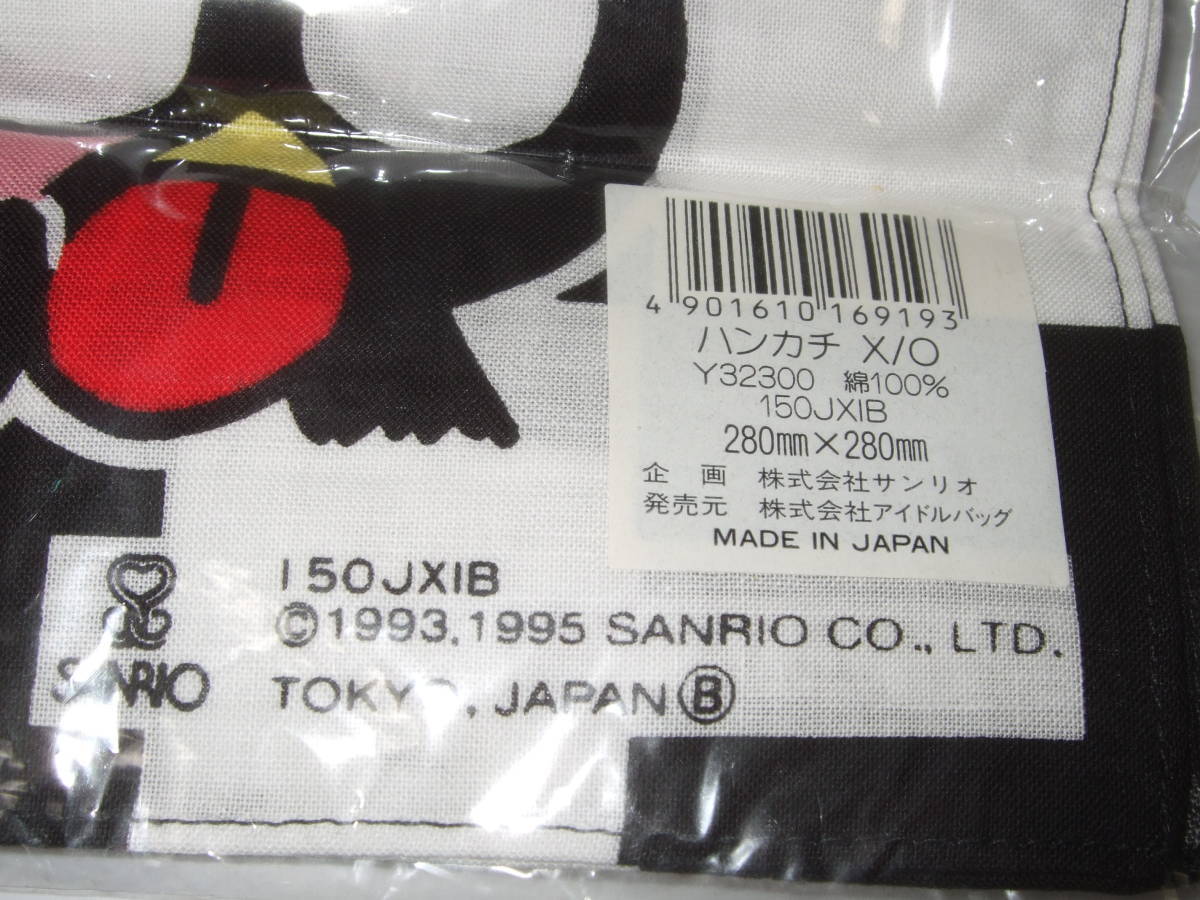 4 901610 169193
ハンカチ X/O
Y32300 綿100%
150JXIB
280mm×280mm
企 画 株式会社サンリオ
発売元 株式会社アイドルバッグ
MADE IN JAPAN
150JXIB
©1993,1995 SANRIO CO., LTD.
SANRIO
TOKYO, JAPAN Ⓑ